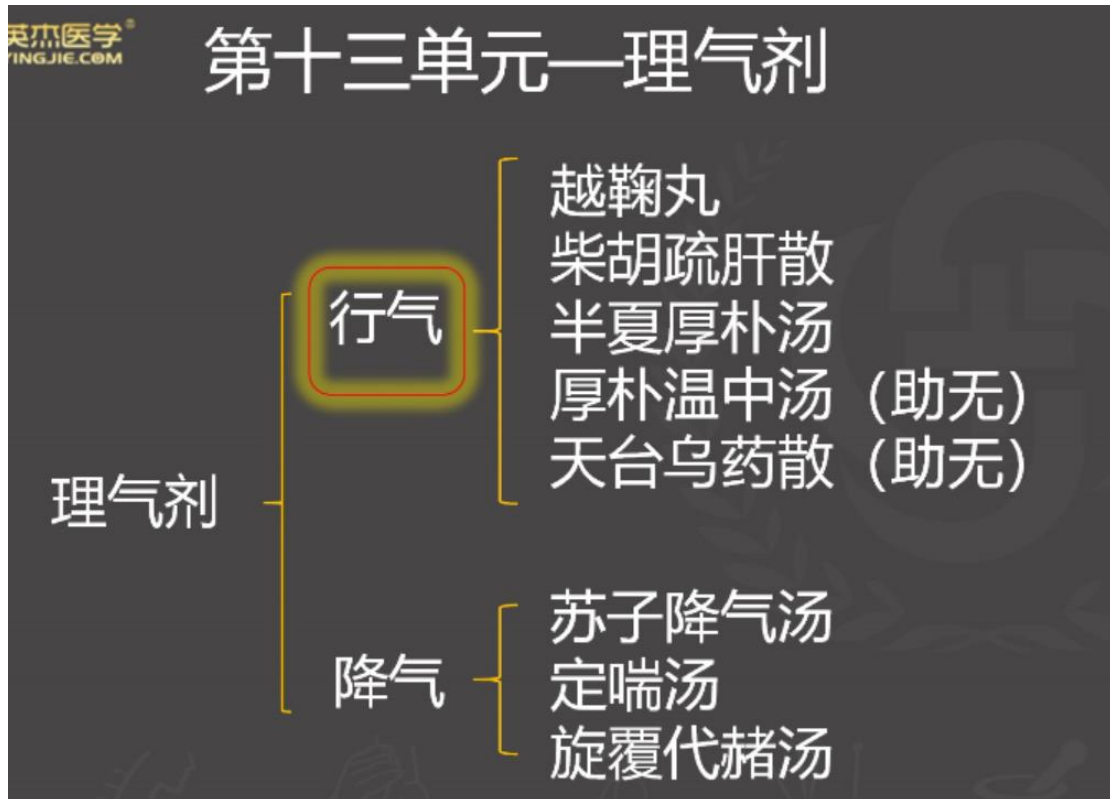 英杰医学®
YINGJIE.COM
第十三单元—理气剂
越鞠丸
柴胡疏肝散
半夏厚朴汤
厚朴温中汤（助无）
天台乌药散（助无）
行气
理气剂
苏子降气汤
定喘汤
旋覆代赭汤
降气